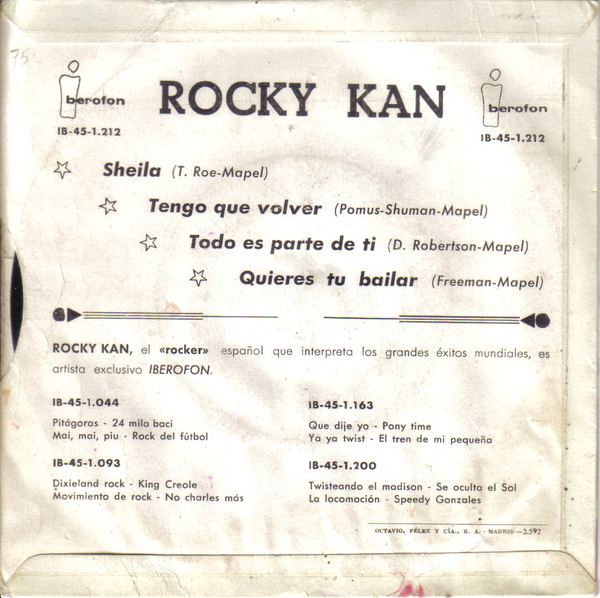 75
iberofon
IB-45-1.212
ROCKY KAN
iberofon
IB-45-1.212
Sheila (T. Roe-Mapel)
Tengo que volver (Pomus-Shuman-Mapel)
Todo es parte de ti (D. Robertson-Mapel)
Quieres tu bailar (Freeman-Mapel)
ROCKY KAN, el «rocker» español que interpreta los grandes éxitos mundiales, es
artista exclusivo IBEROFON.
IB-45-1.044
Pitágoras - 24 mila baci
Mai, mai, piu - Rock del fútbol
IB-45-1.093
Dixieland rock - King Creole
Movimiento de rock - No charles más
IB-45-1.163
Que dije yo - Pony time
Ya ya twist - El tren de mi pequeña
IB-45-1.200
Twisteando el madison - Se oculta el Sol
La locomoción - Speedy Gonzales
OCTAVIO, FÉLEZ Y CÍA., S. A. - MADRID—2.592